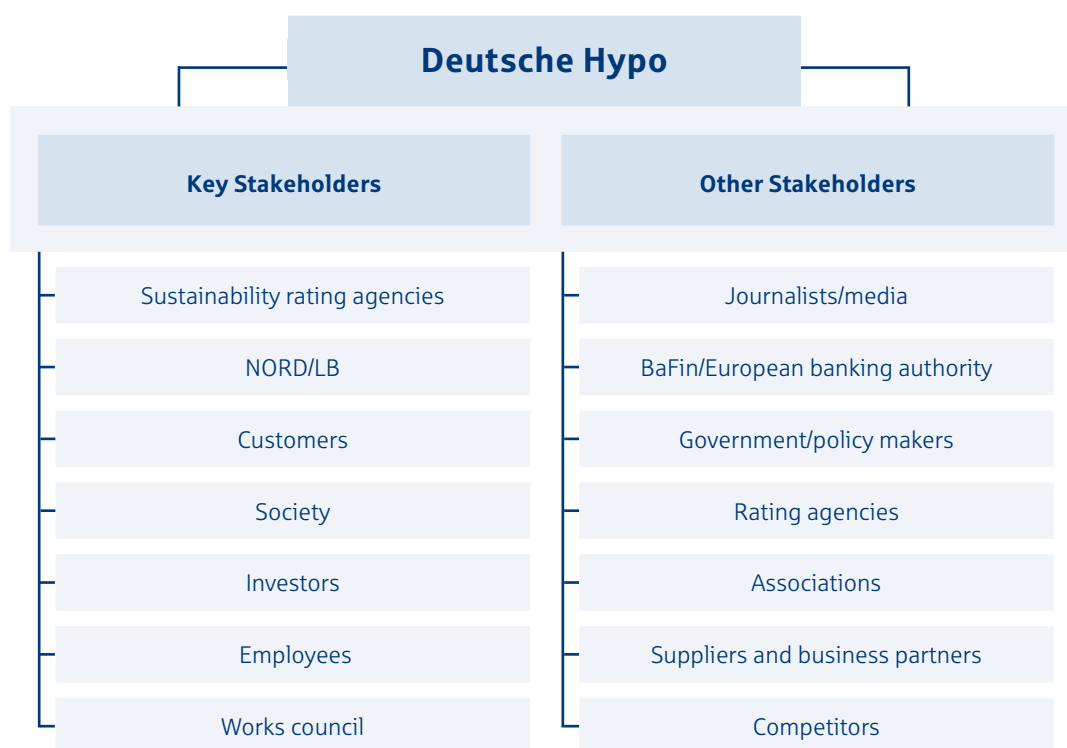 Deutsche Hypo
Key Stakeholders
Other Stakeholders
Sustainability rating agencies
NORD/LB
Customers
Society
Investors
Employees
Works council
Journalists/media
BaFin/European banking authority
Government/policy makers
Rating agencies
Associations
Suppliers and business partners
Competitors